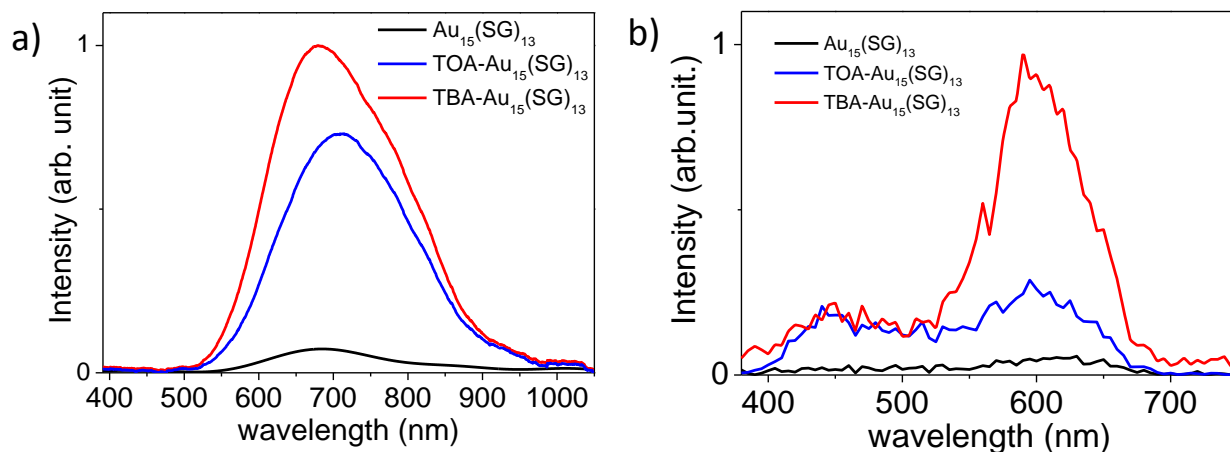 a)
Au₁₅(SG)₁₃
TOA-Au₁₅(SG)₁₃
TBA-Au₁₅(SG)₁₃
1
0
Intensity (arb. unit)
400 500 600 700 800 900 1000
wavelength (nm)
b)
Au₁₅(SG)₁₃
TOA-Au₁₅(SG)₁₃
TBA-Au₁₅(SG)₁₃
1
0
Intensity (arb.unit.)
400 500 600 700
wavelength (nm)